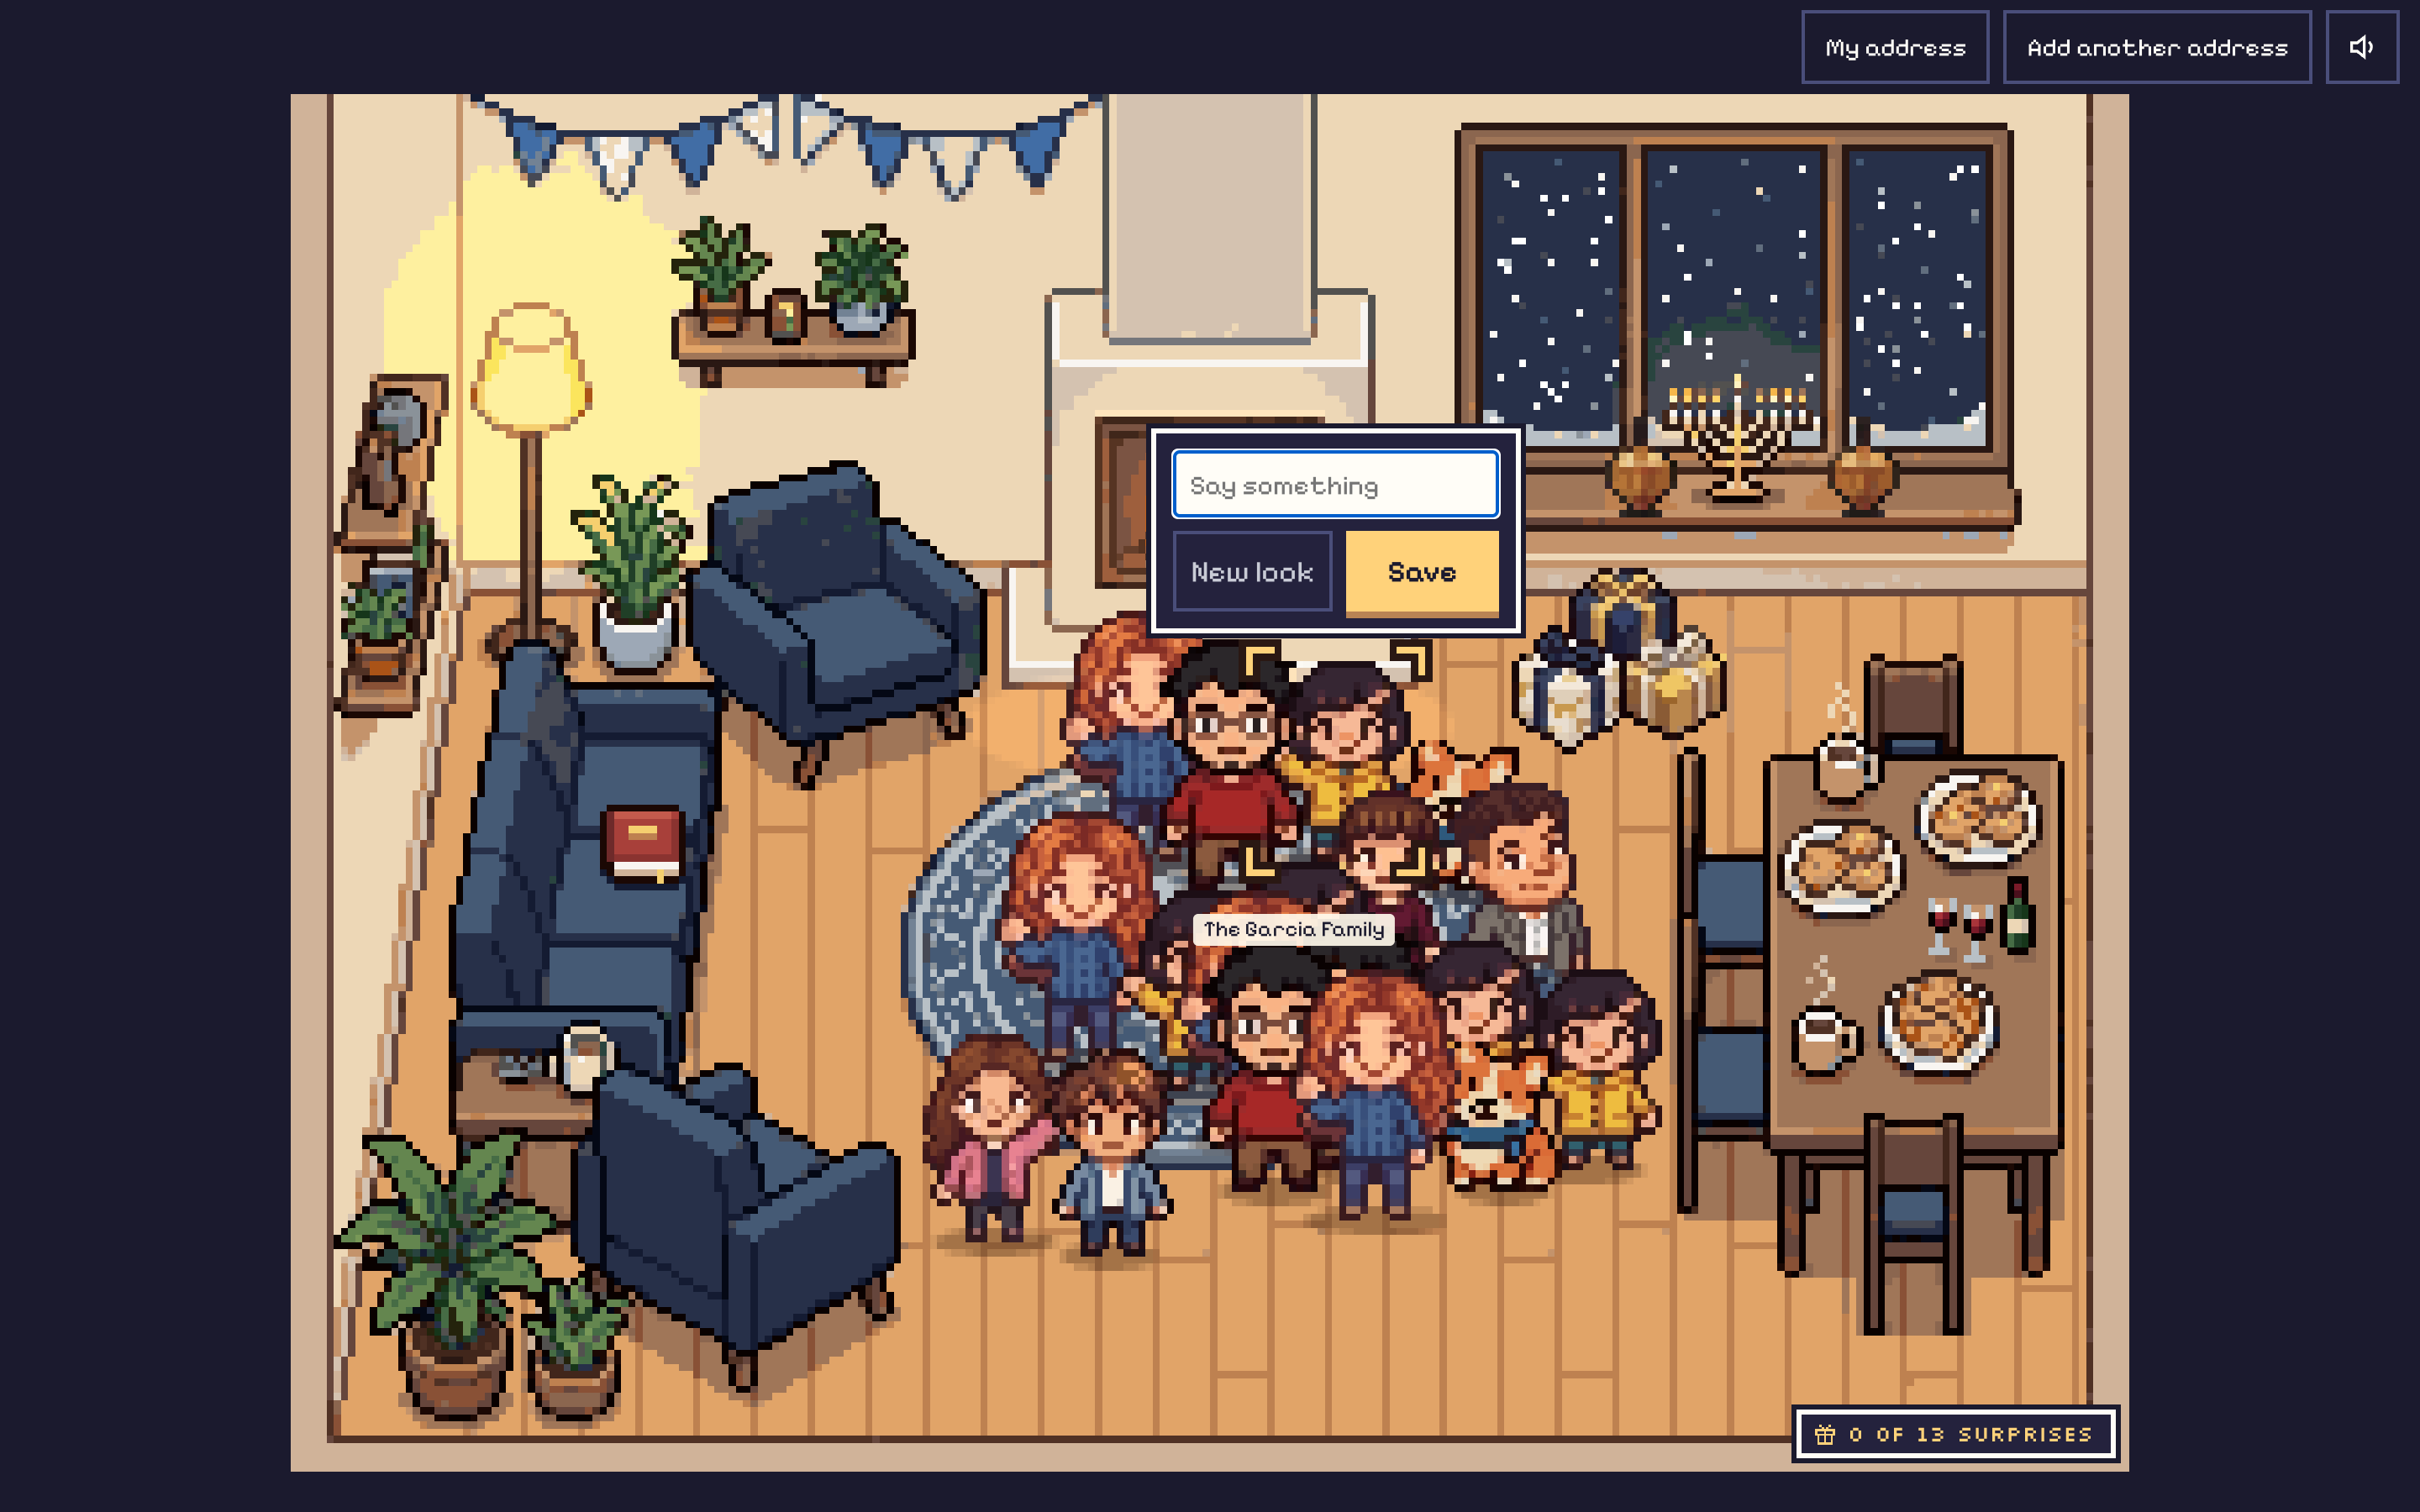 My address
Add another address
Say something
New look
Save
The Garcia Family
0 OF 13 SURPRISES